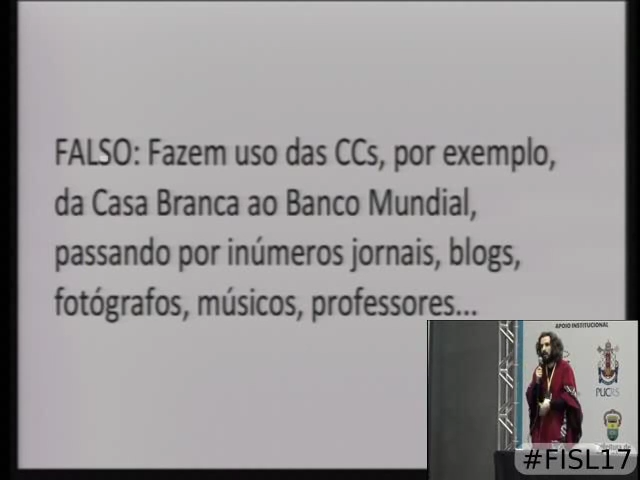 FALSO: Fazem uso das CCs, por exemplo,
da Casa Branca ao Banco Mundial,
passando por inúmeros jornais, blogs,
fotógrafos, músicos, professores...
APOIO INSTITUCIONAL
PUCRS
#FISL17